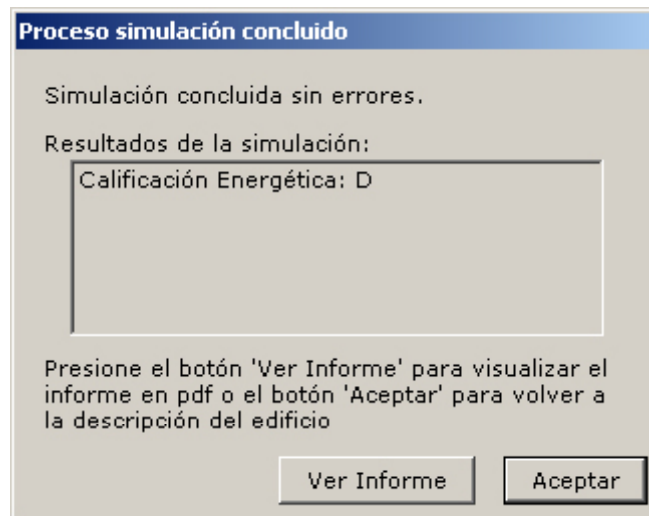 Proceso simulación concluido
Simulación concluida sin errores.
Resultados de la simulación:
Calificación Energética: D
Presione el botón 'Ver Informe' para visualizar el
informe en pdf o el botón 'Aceptar' para volver a
la descripción del edificio
Ver Informe
Aceptar